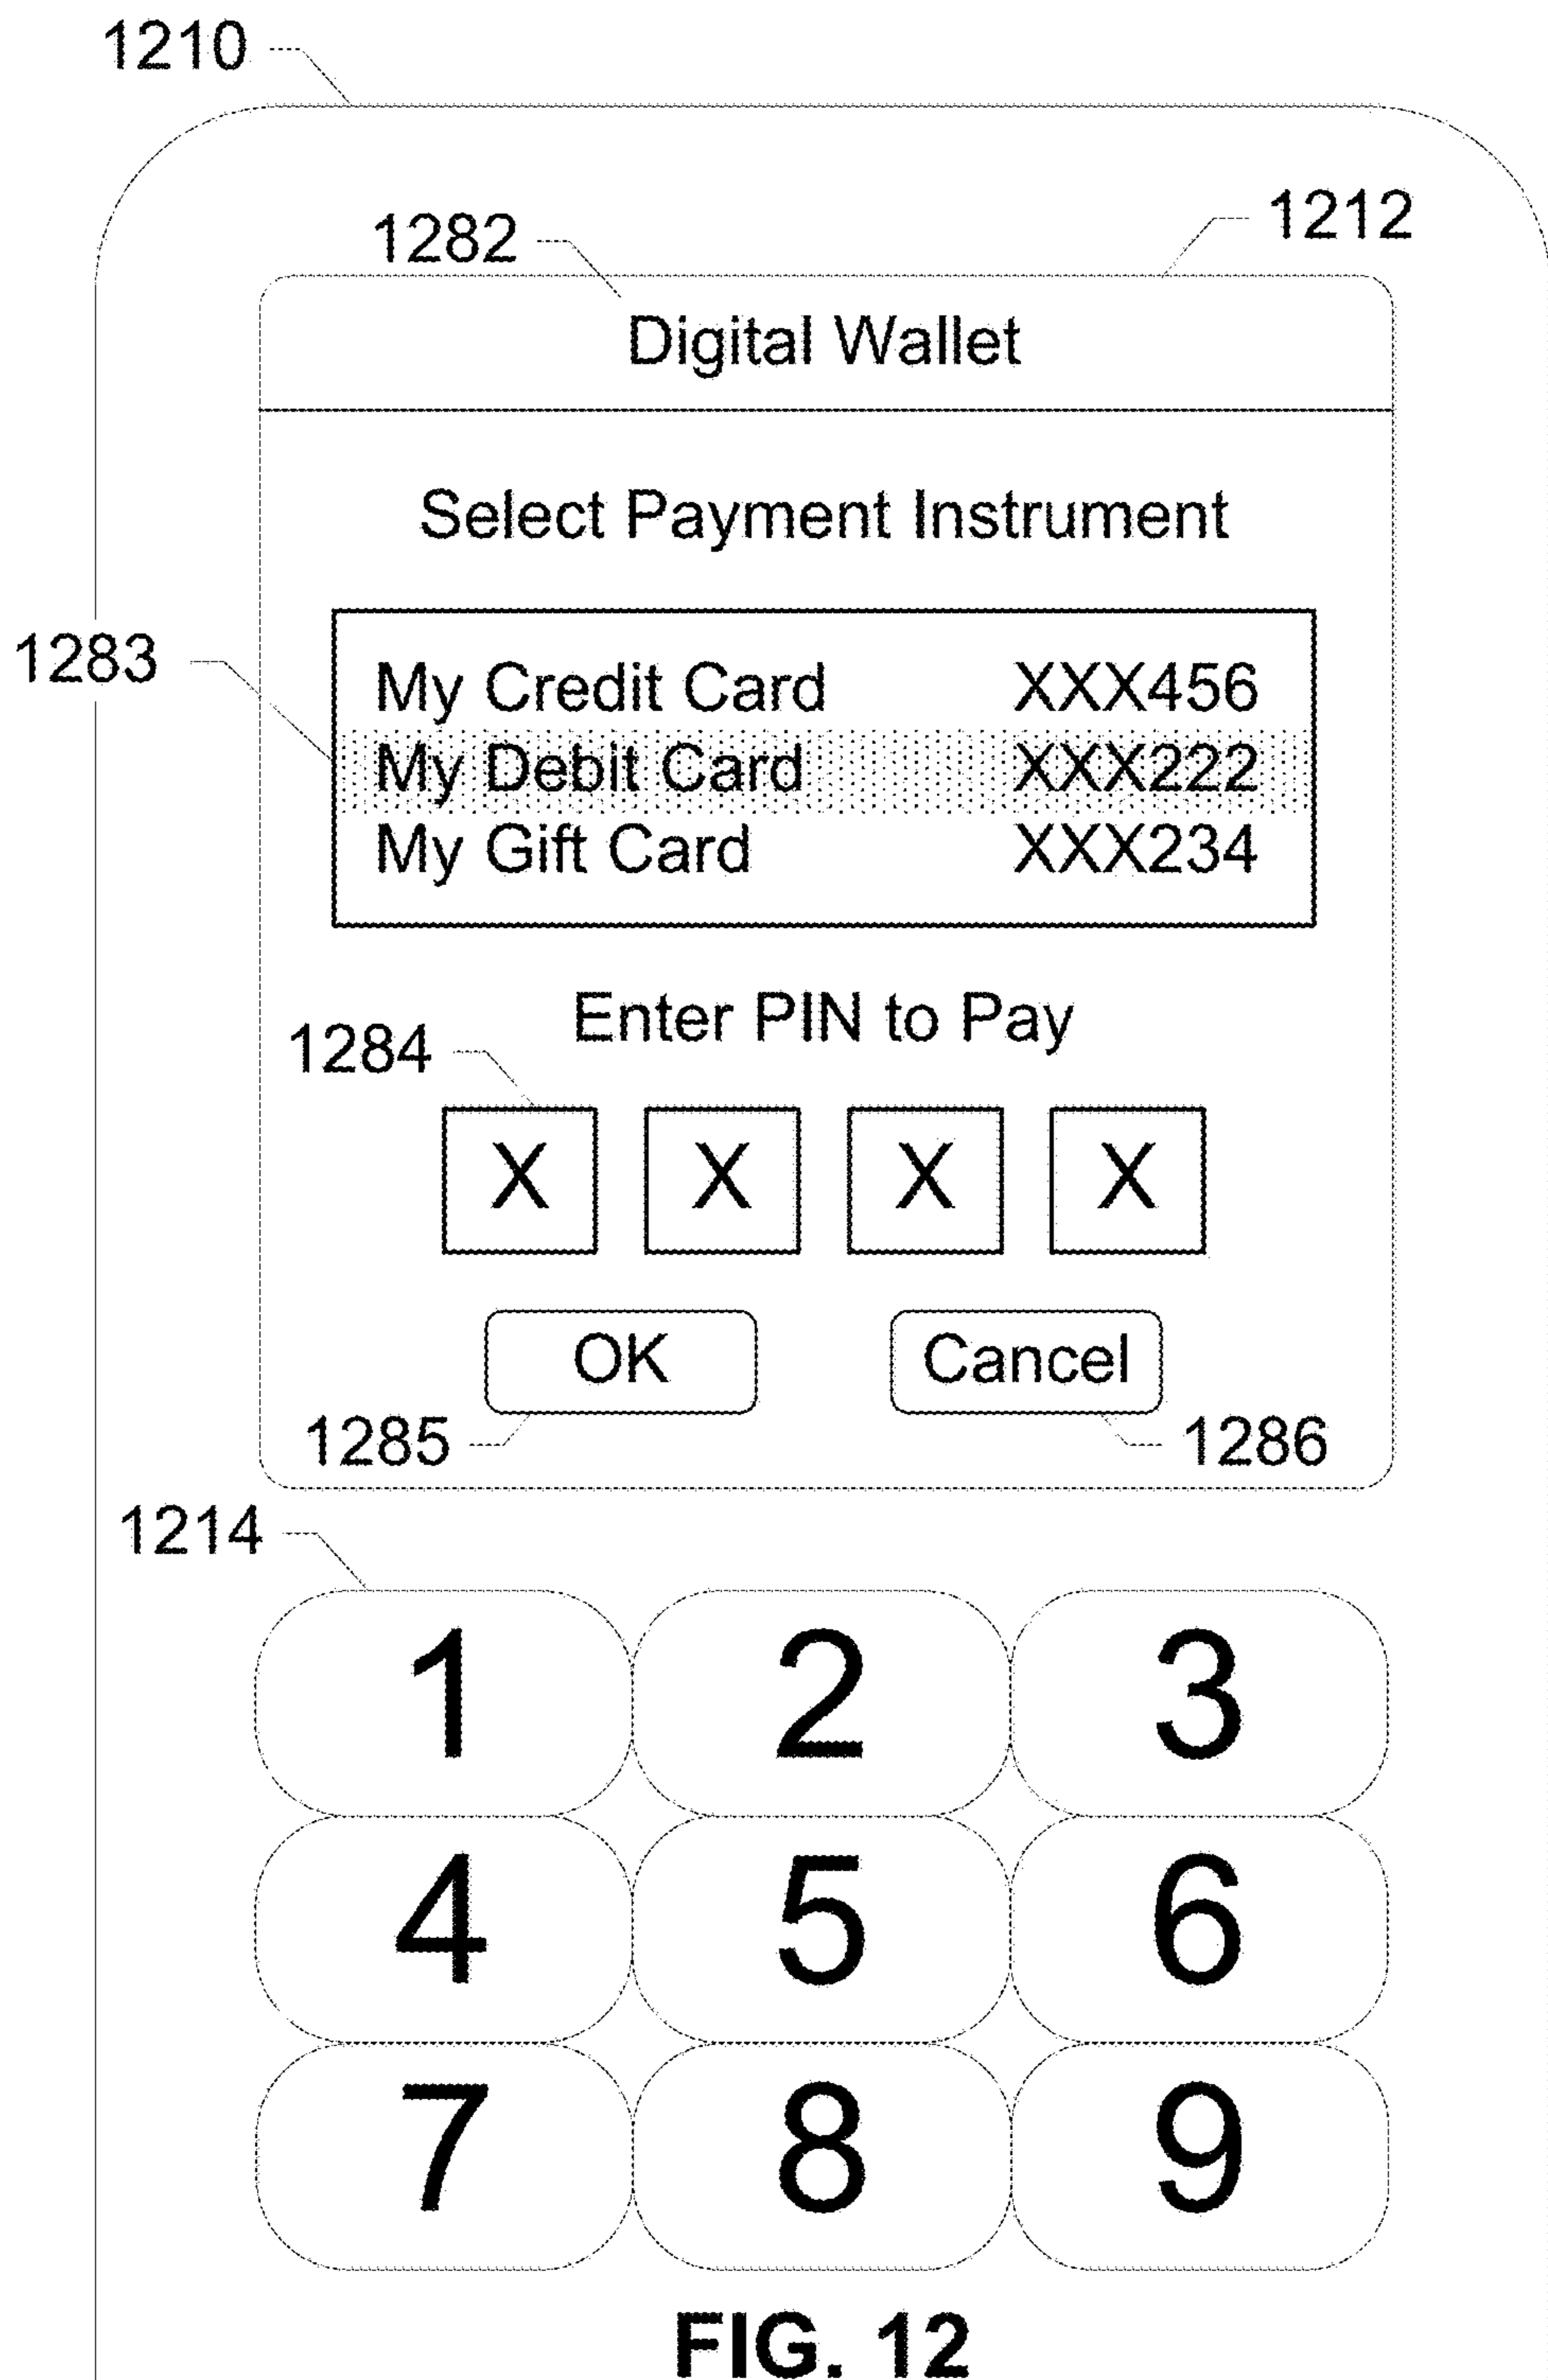 1210
1282 1212
Digital Wallet
Select Payment Instrument
1283
My Credit Card XXX456
My Debit Card XXX222
My Gift Card XXX234
Enter PIN to Pay
1284
X X X X
OK Cancel
1285 1286
1214
1 2 3
4 5 6
7 8 9
FIG. 12